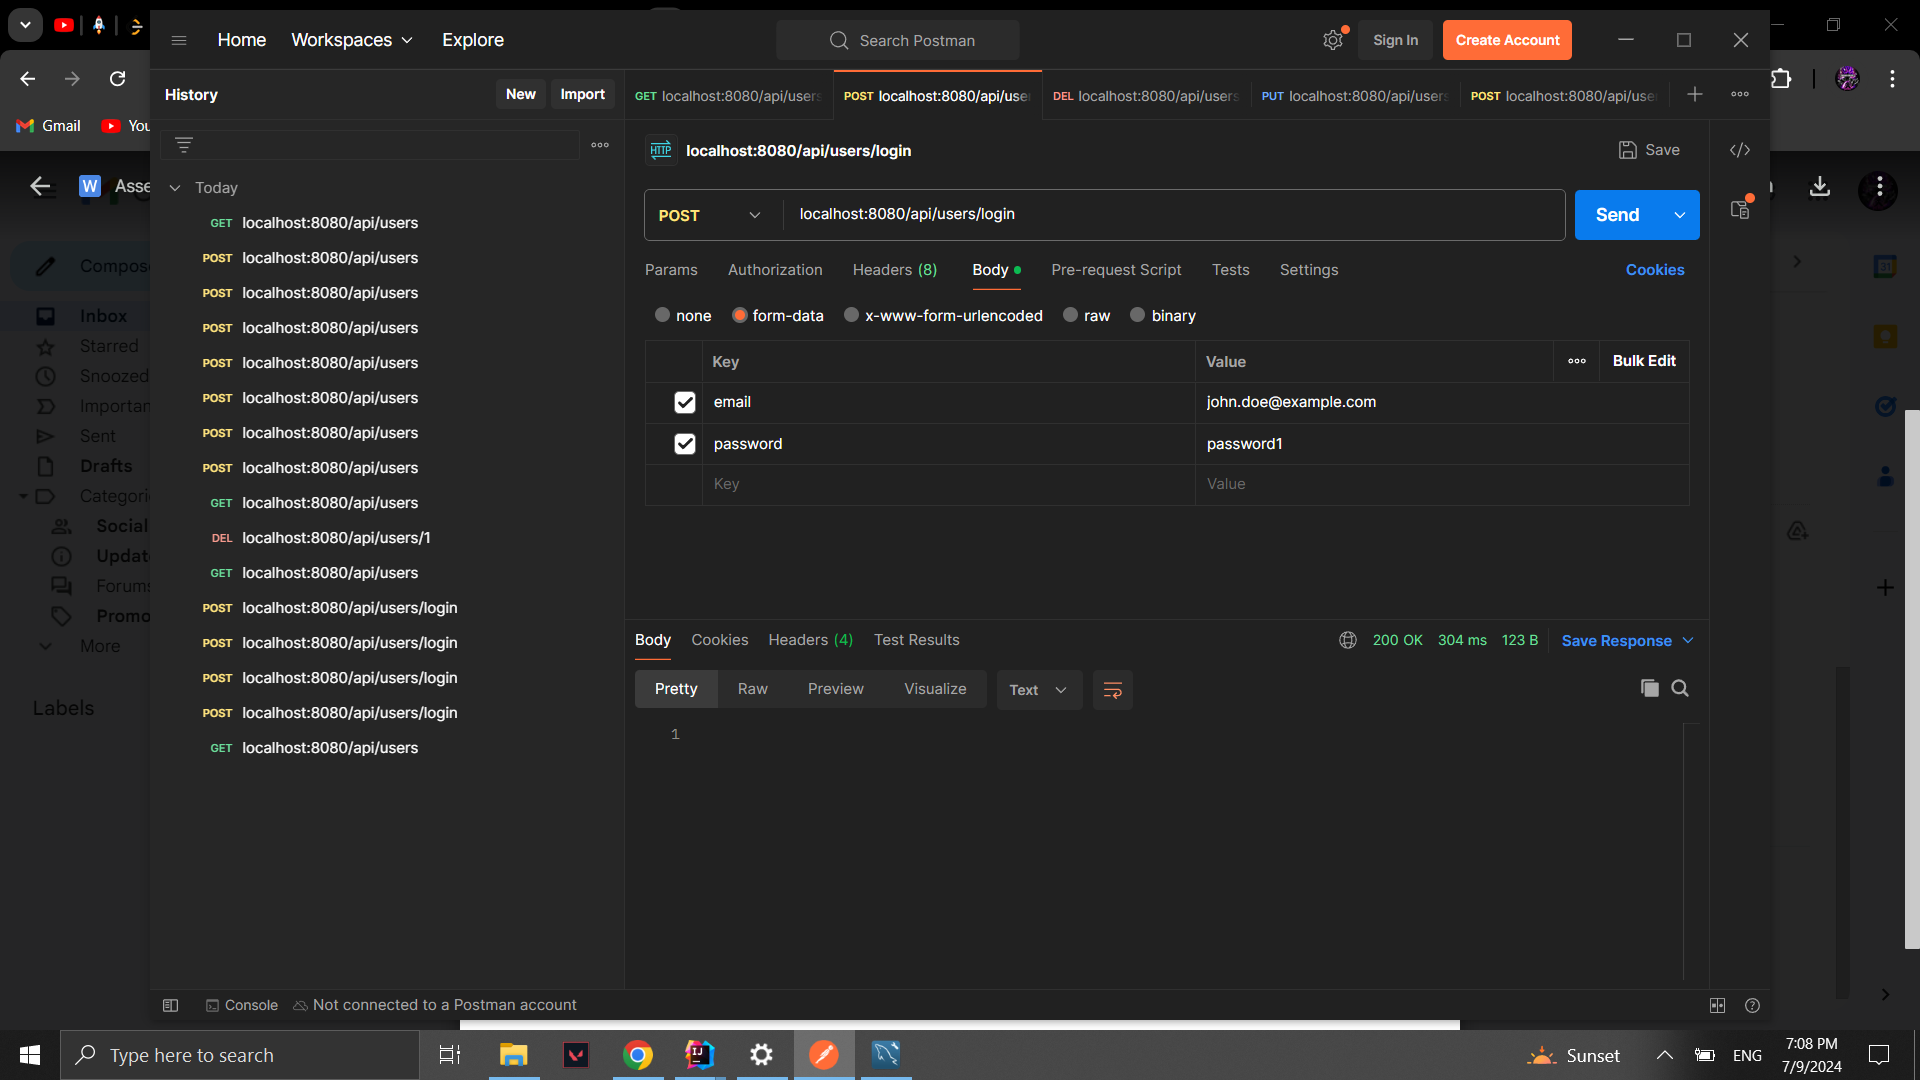 Home
Workspaces
Explore
Search Postman
Sign In
Create Account
History
New
Import
GET localhost:8080/api/users
POST localhost:8080/api/use
DEL localhost:8080/api/users
PUT localhost:8080/api/users
POST localhost:8080/api/use
Gmail
You
HTTP localhost:8080/api/users/login
Save
W Asse
Today
POST
localhost:8080/api/users/login
Send
GET localhost:8080/api/users
POST localhost:8080/api/users
POST localhost:8080/api/users
POST localhost:8080/api/users
POST localhost:8080/api/users
POST localhost:8080/api/users
POST localhost:8080/api/users
POST localhost:8080/api/users
GET localhost:8080/api/users
DEL localhost:8080/api/users/1
GET localhost:8080/api/users
POST localhost:8080/api/users/login
POST localhost:8080/api/users/login
POST localhost:8080/api/users/login
POST localhost:8080/api/users/login
GET localhost:8080/api/users
Compos
Inbox
Starred
Snoozed
Importan
Sent
Drafts
Categori
Social
Updat
Forums
Promo
More
Labels
Params
Authorization
Headers (8)
Body
Pre-request Script
Tests
Settings
Cookies
none
form-data
x-www-form-urlencoded
raw
binary
Key
Value
Bulk Edit
email
john.doe@example.com
password
password1
Key
Value
31
Body
Cookies
Headers (4)
Test Results
200 OK
304 ms
123 B
Save Response
Pretty
Raw
Preview
Visualize
Text
1
Console
Not connected to a Postman account
Type here to search
IJ
Sunset
ENG
7:08 PM
7/9/2024